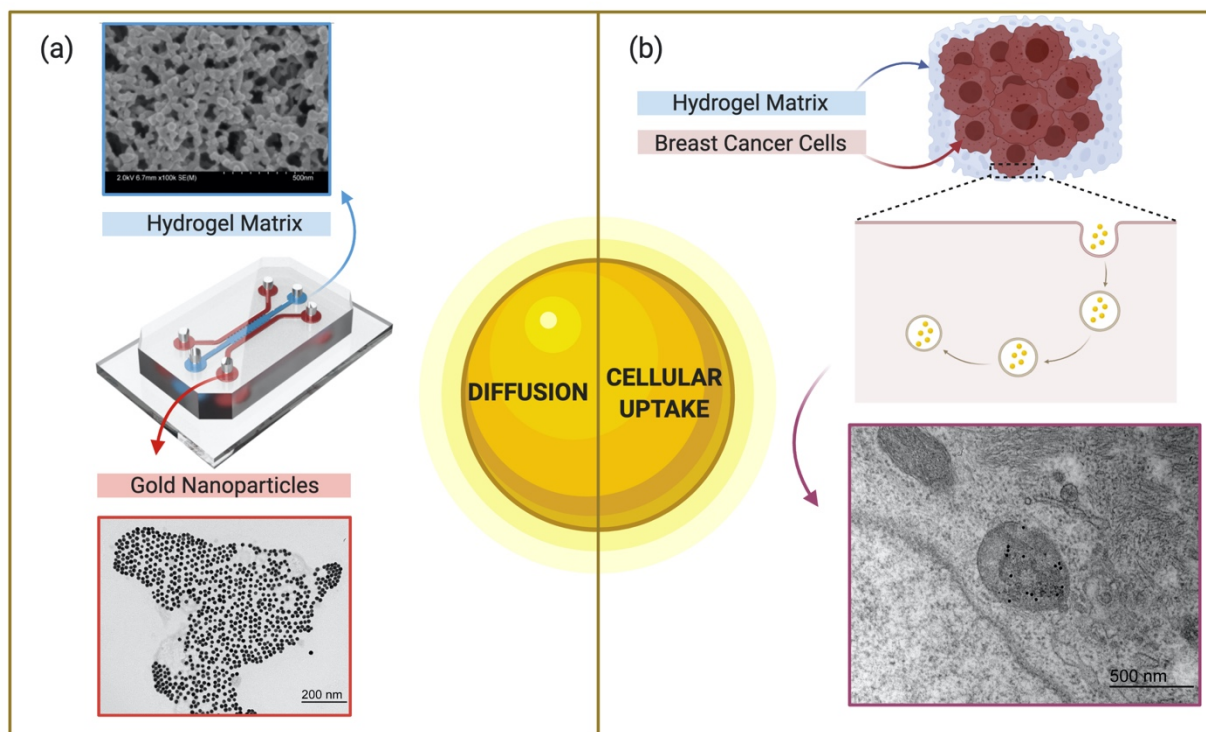 (a)
2.0kV 6.7mm x100k SE(M)
500nm
Hydrogel Matrix
Gold Nanoparticles
200 nm
DIFFUSION
CELLULAR
UPTAKE
(b)
Hydrogel Matrix
Breast Cancer Cells
500 nm